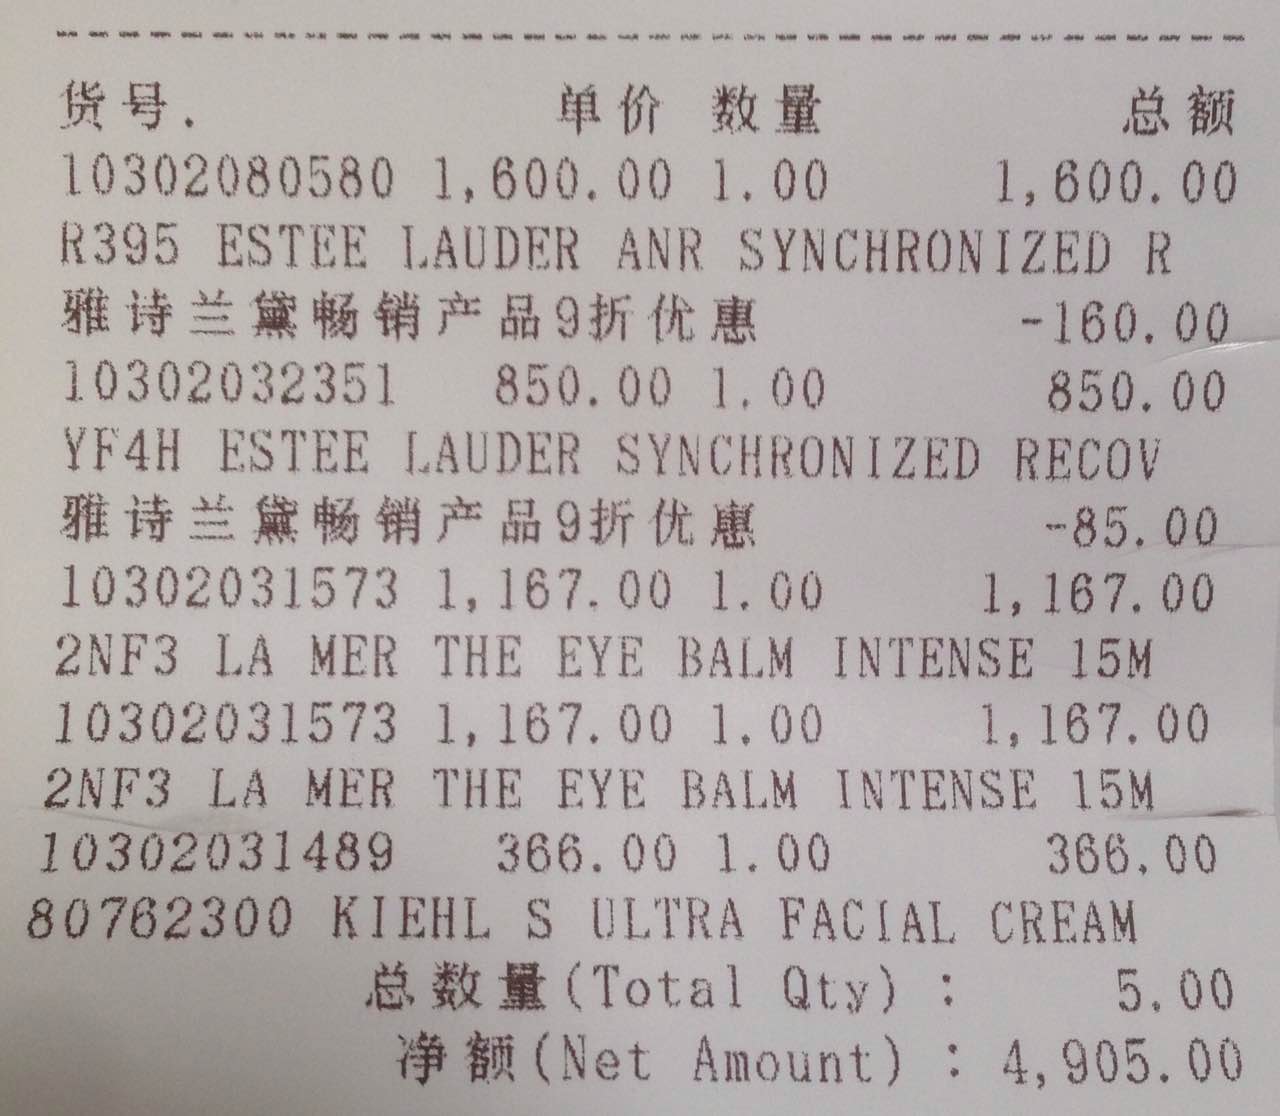 货号. 单价 数量 总额
10302080580 1,600.00 1.00 1,600.00
R395 ESTEE LAUDER ANR SYNCHRONIZED R
雅诗兰黛畅销产品9折优惠 -160.00
10302032351 850.00 1.00 850.00
YF4H ESTEE LAUDER SYNCHRONIZED RECOV
雅诗兰黛畅销产品9折优惠 -85.00
10302031573 1,167.00 1.00 1,167.00
2NF3 LA MER THE EYE BALM INTENSE 15M
10302031573 1,167.00 1.00 1,167.00
2NF3 LA MER THE EYE BALM INTENSE 15M
10302031489 366.00 1.00 366.00
80762300 KIEHL S ULTRA FACIAL CREAM
总数量(Total Qty) : 5.00
净额(Net Amount) : 4,905.00